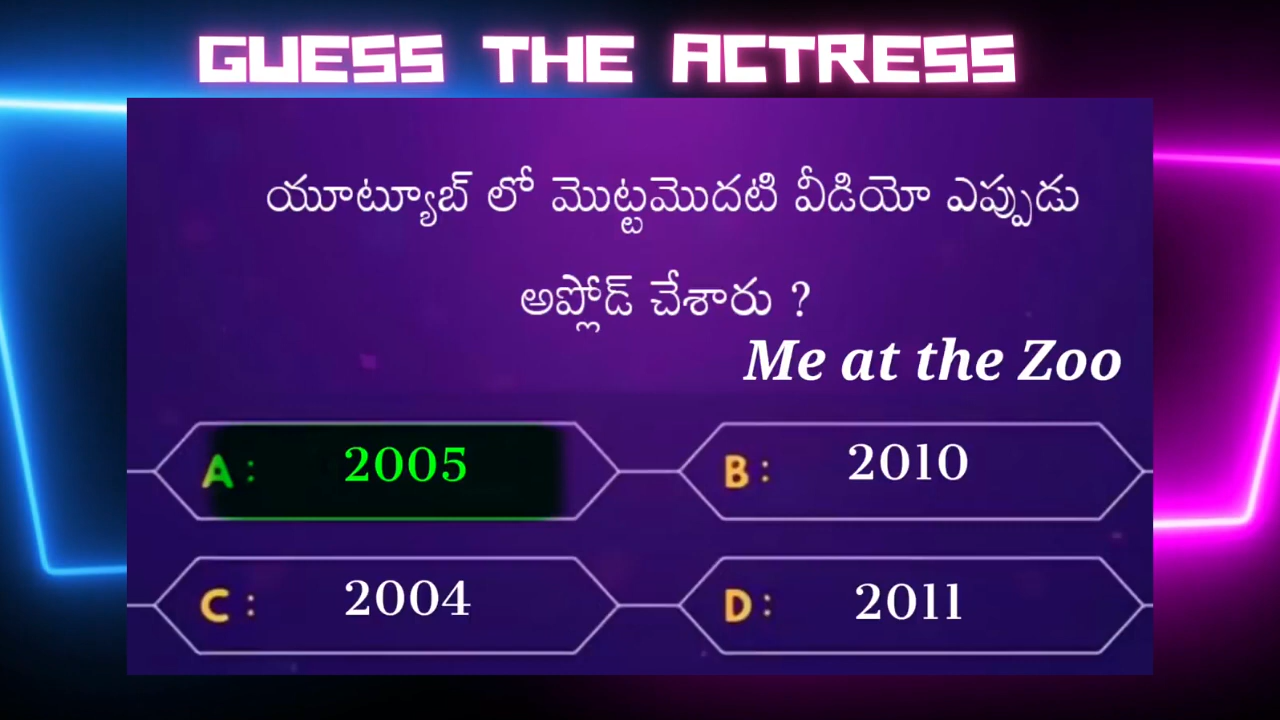 GUESS THE ACTRESS
యూట్యూబ్ లో మొట్టమొదటి వీడియో ఎప్పుడు
అప్లోడ్ చేశారు ?
Me at the Zoo
A: 2005
B: 2010
C: 2004
D: 2011